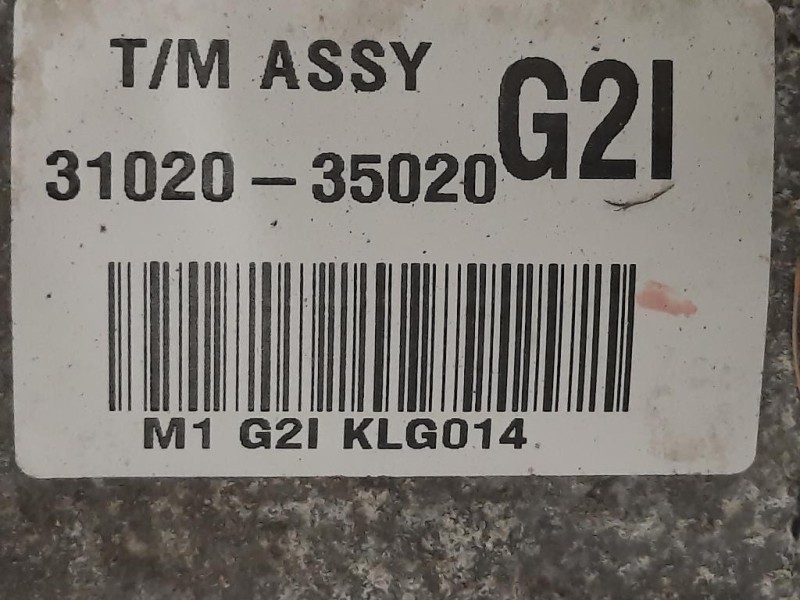 T/M ASSY
G2I
31020-35020
M1 G2I KLG014